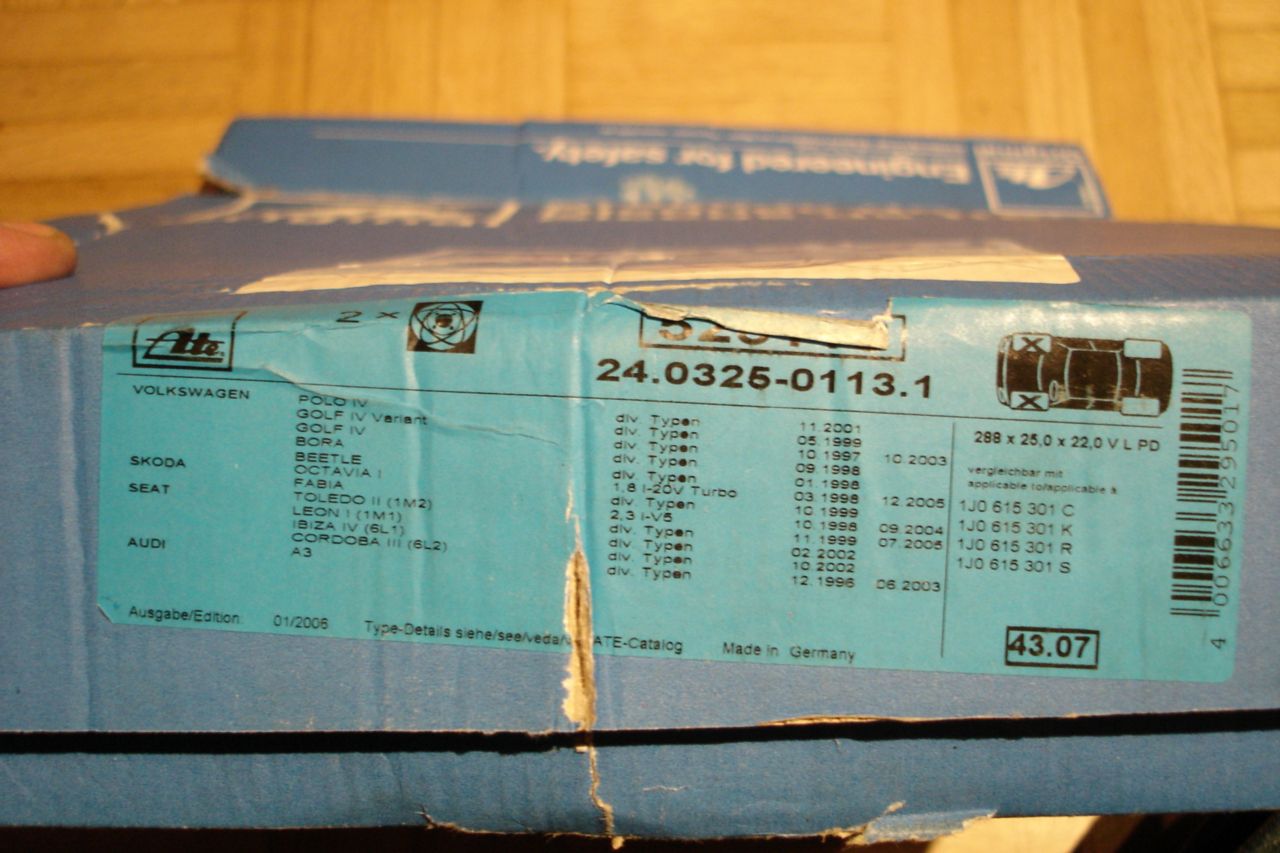 Engineered for safety.
Ate
Ate
2 x
24.0325-0113.1
VOLKSWAGEN
POLO IV div. Typen 11.2001
GOLF IV Variant div. Typen 05.1999
GOLF IV div. Typen 10.1997 10.2003
BORA div. Typen 09.1998
BEETLE div. Typen 01.1998
SKODA OCTAVIA I 1,8 I-20V Turbo 03.1998 12.2005
FABIA div. Typen 10.1999
SEAT TOLEDO II (1M2) 2,3 I-V5 10.1998 09.2004
LEON I (1M1) div. Typen 11.1999 07.2005
IBIZA IV (6L1) div. Typen 02.2002
CORDOBA III (6L2) div. Typen 10.2002
AUDI A3 div. Typen 12.1996 06.2003
288 x 25,0 x 22,0 V L PD
vergleichbar mit
applicable to/applicable à
1J0 615 301 C
1J0 615 301 K
1J0 615 301 R
1J0 615 301 S
43.07
4 006633 295017
Ausgabe/Edition: 01/2006 Type-Details siehe/see/veda/ ATE-Catalog Made in Germany